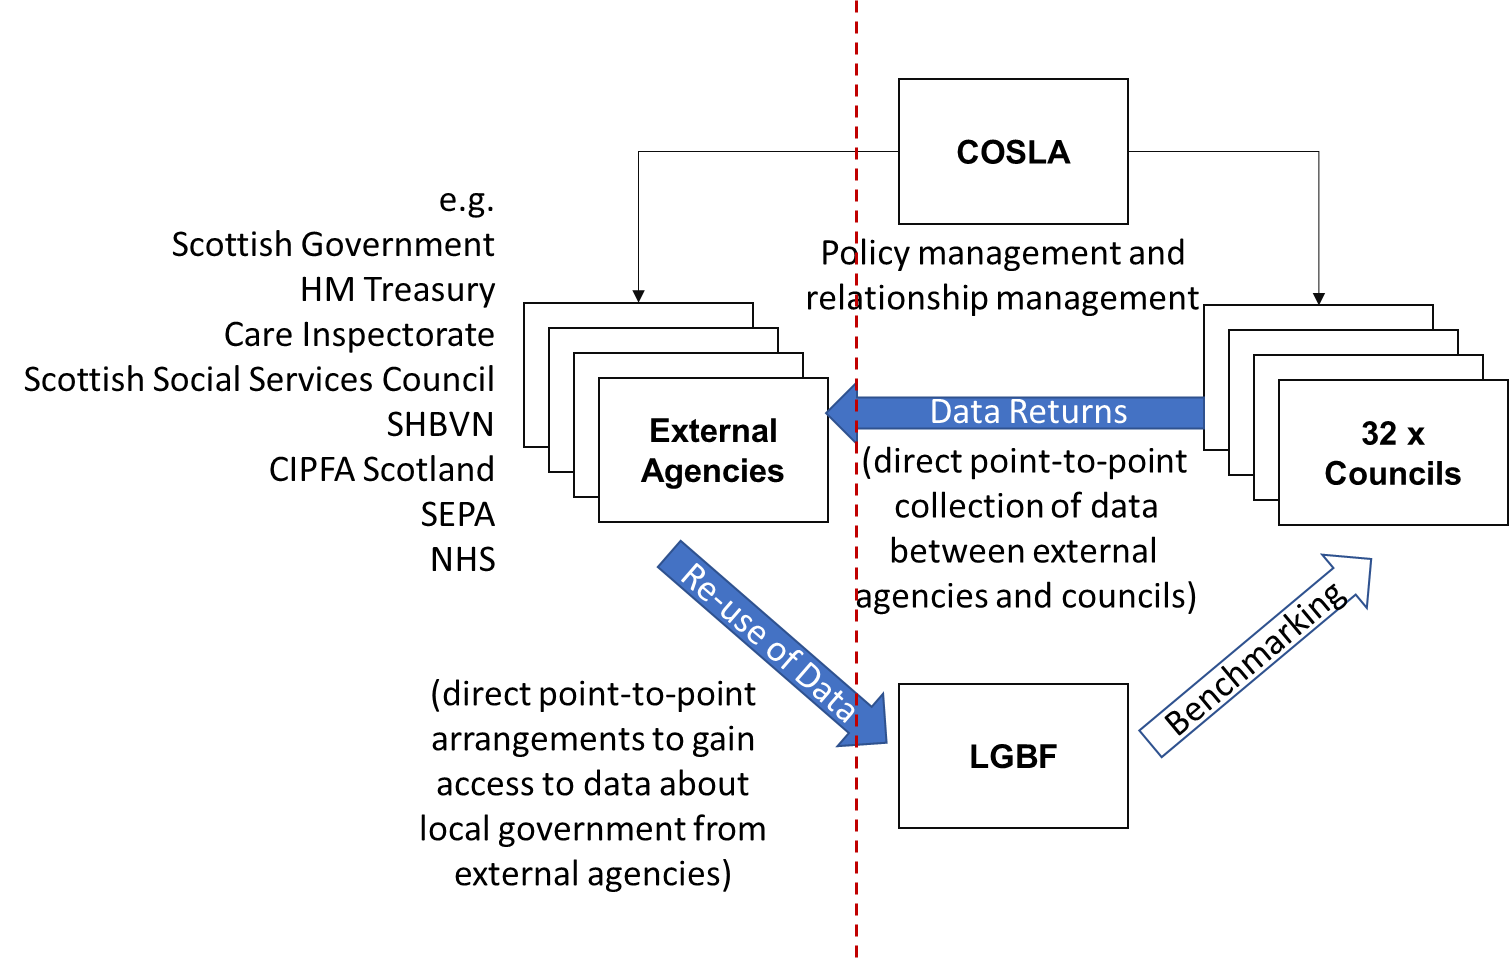 COSLA
Policy management and
relationship management
e.g.
Scottish Government
HM Treasury
Care Inspectorate
Scottish Social Services Council
SHBVN
CIPFA Scotland
SEPA
NHS
External
Agencies
Data Returns
(direct point-to-point
collection of data
between external
agencies and councils)
32 x
Councils
Re-use of Data
(direct point-to-point
arrangements to gain
access to data about
local government from
external agencies)
LGBF
Benchmarking